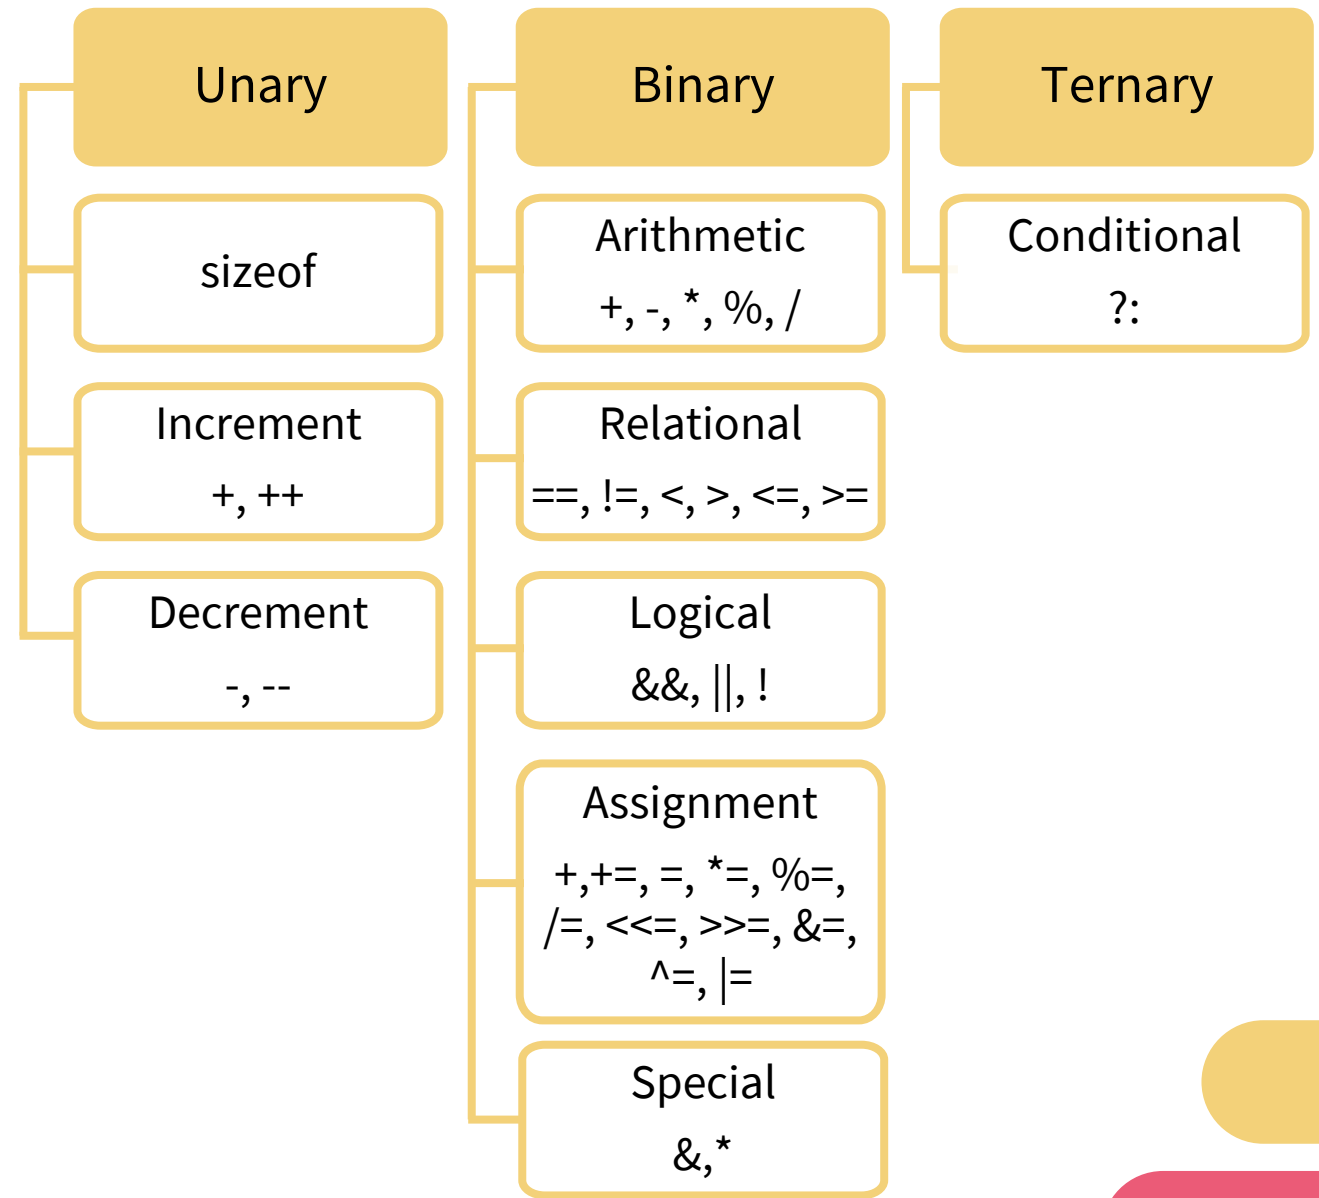 Unary
sizeof
Increment
+, ++
Decrement
-, --
Binary
Arithmetic
+, -, *, %, /
Relational
==, !=, <, >, <=, >=
Logical
&&, ||, !
Assignment
+,+=, =, *=, %=,
/=, <<=, >>=, &=,
^=, |=
Special
&,*
Ternary
Conditional
?: